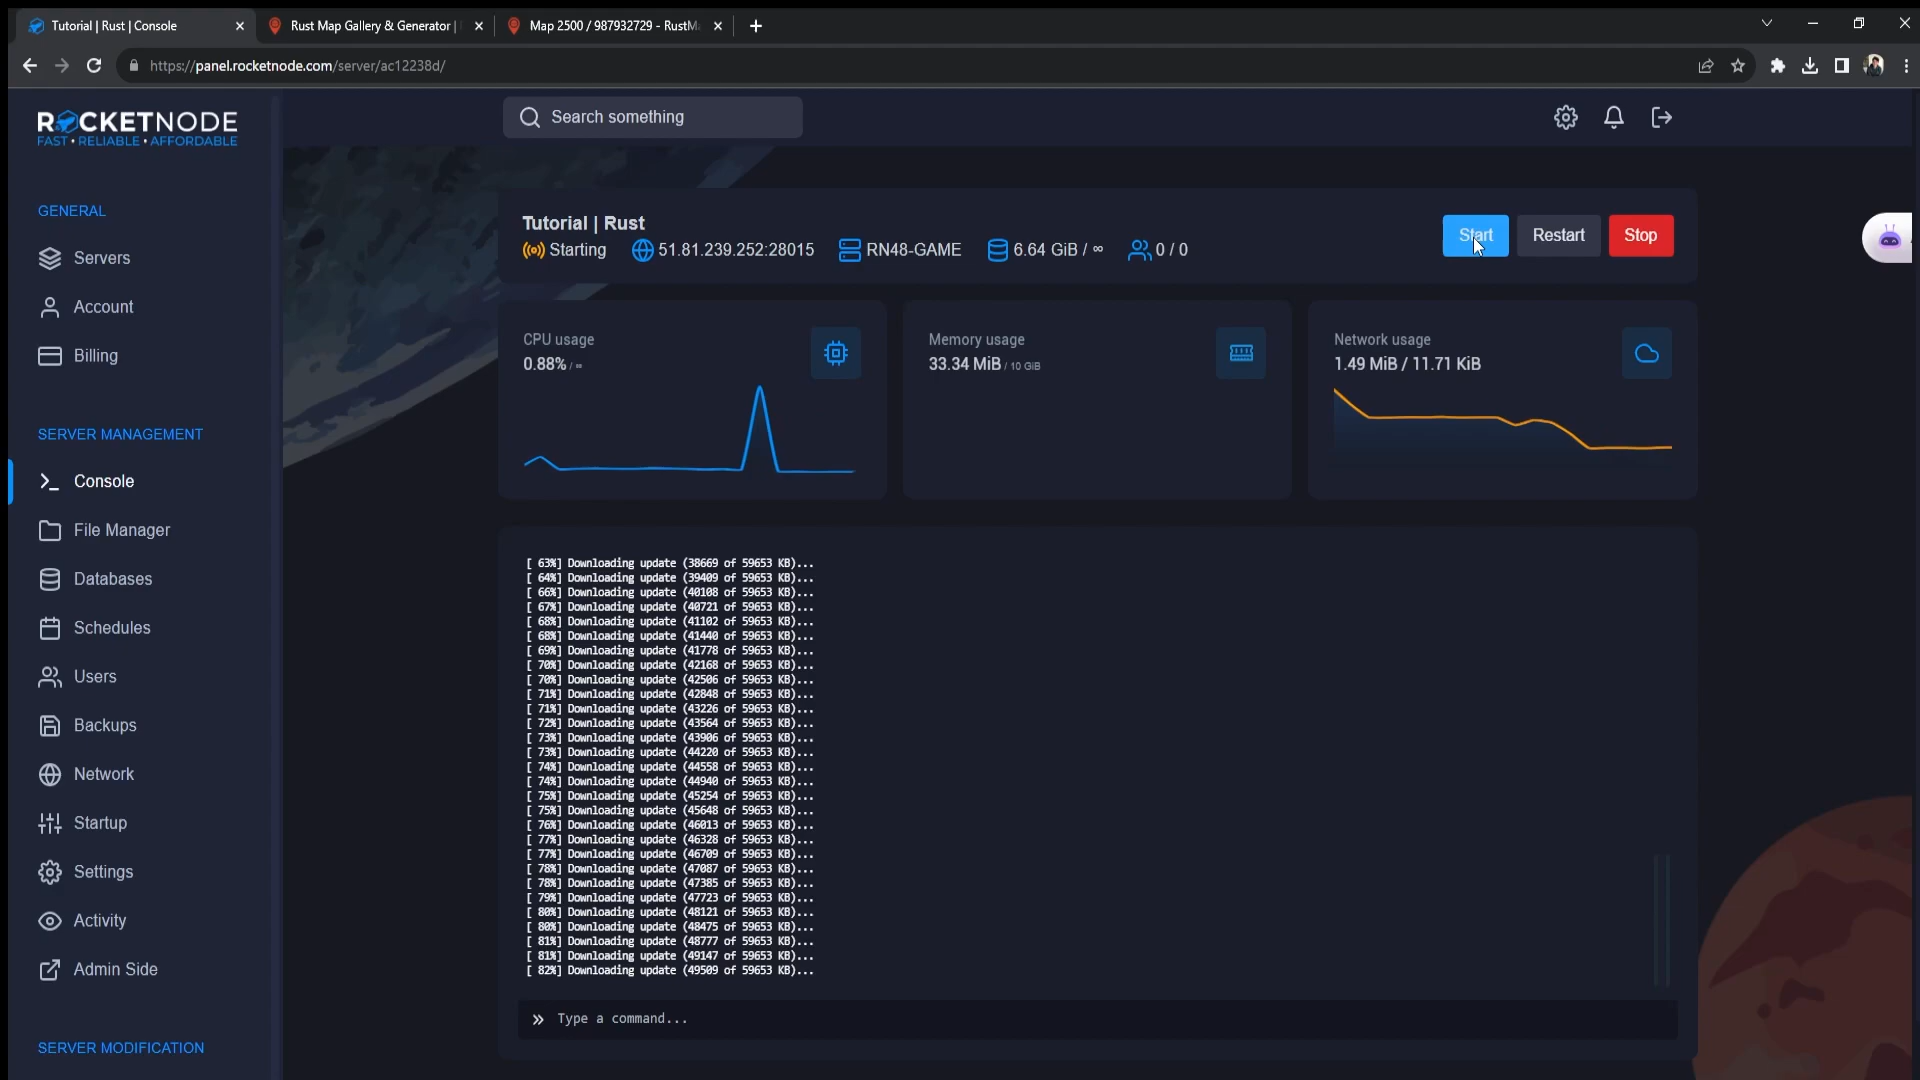 Tutorial | Rust | Console
Rust Map Gallery & Generator |
Map 2500 / 987932729 - RustMa
https://panel.rocketnode.com/server/ac12238d/
ROCKETNODE
FAST • RELIABLE • AFFORDABLE
Search something
GENERAL
Servers
Account
Billing
SERVER MANAGEMENT
Console
File Manager
Databases
Schedules
Users
Backups
Network
Startup
Settings
Activity
Admin Side
SERVER MODIFICATION
Tutorial | Rust
Starting 51.81.239.252:28015 RN48-GAME 6.64 GiB / ∞ 0 / 0
Start Restart Stop
CPU usage
0.88% / ∞
Memory usage
33.34 MiB / 10 GiB
Network usage
1.49 MiB / 11.71 KiB
[ 63%] Downloading update (38669 of 59653 KB)...
[ 64%] Downloading update (39409 of 59653 KB)...
[ 66%] Downloading update (40108 of 59653 KB)...
[ 67%] Downloading update (40721 of 59653 KB)...
[ 68%] Downloading update (41102 of 59653 KB)...
[ 68%] Downloading update (41440 of 59653 KB)...
[ 69%] Downloading update (41778 of 59653 KB)...
[ 70%] Downloading update (42168 of 59653 KB)...
[ 70%] Downloading update (42506 of 59653 KB)...
[ 71%] Downloading update (42848 of 59653 KB)...
[ 71%] Downloading update (43226 of 59653 KB)...
[ 72%] Downloading update (43564 of 59653 KB)...
[ 73%] Downloading update (43906 of 59653 KB)...
[ 73%] Downloading update (44220 of 59653 KB)...
[ 74%] Downloading update (44558 of 59653 KB)...
[ 74%] Downloading update (44940 of 59653 KB)...
[ 75%] Downloading update (45254 of 59653 KB)...
[ 75%] Downloading update (45648 of 59653 KB)...
[ 76%] Downloading update (46013 of 59653 KB)...
[ 77%] Downloading update (46328 of 59653 KB)...
[ 77%] Downloading update (46709 of 59653 KB)...
[ 78%] Downloading update (47087 of 59653 KB)...
[ 78%] Downloading update (47385 of 59653 KB)...
[ 79%] Downloading update (47723 of 59653 KB)...
[ 80%] Downloading update (48121 of 59653 KB)...
[ 80%] Downloading update (48475 of 59653 KB)...
[ 81%] Downloading update (48777 of 59653 KB)...
[ 81%] Downloading update (49147 of 59653 KB)...
[ 82%] Downloading update (49509 of 59653 KB)...
» Type a command...